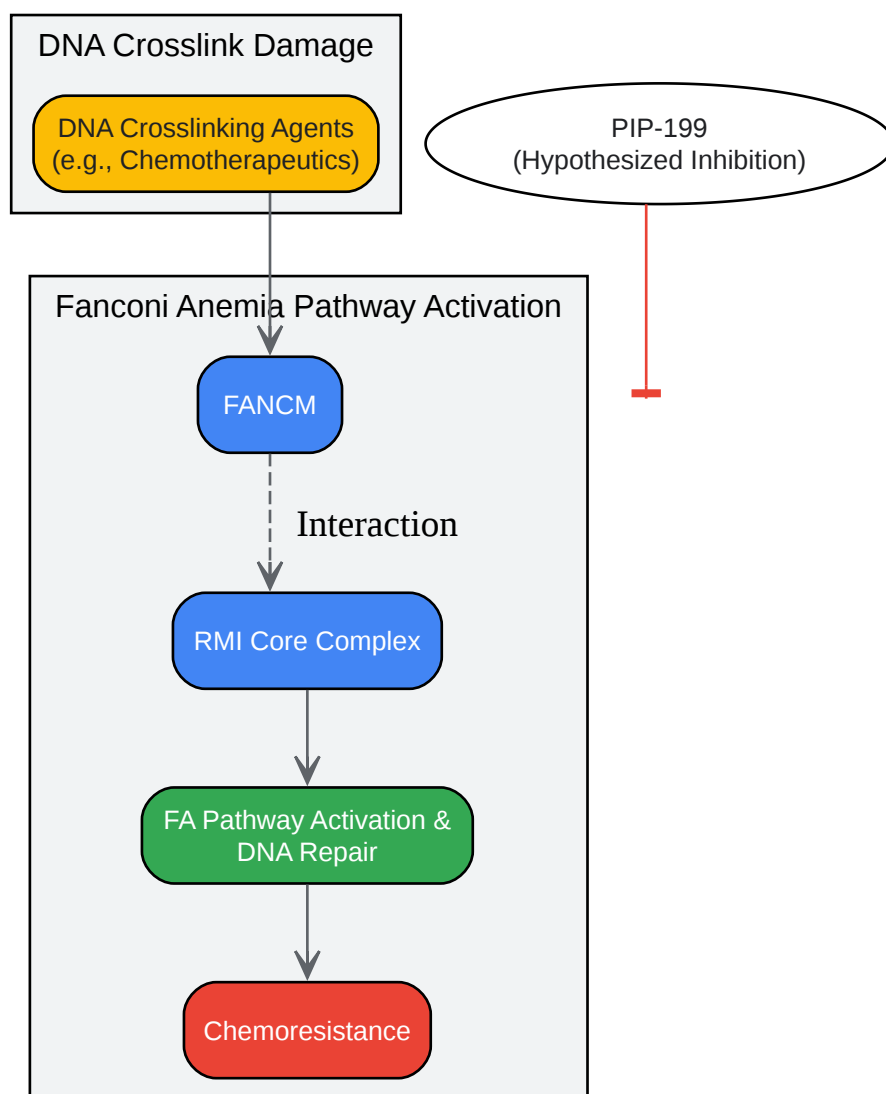 DNA Crosslink Damage
DNA Crosslinking Agents
(e.g., Chemotherapeutics)
PIP-199
(Hypothesized Inhibition)
Fanconi Anemia Pathway Activation
FANCM
Interaction
RMI Core Complex
FA Pathway Activation &
DNA Repair
Chemoresistance